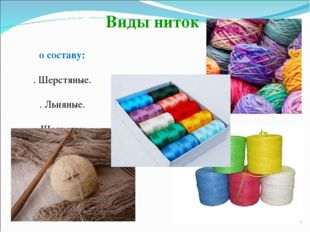 Виды ниток
о составу:
. Шерстяные.
. Льняные.